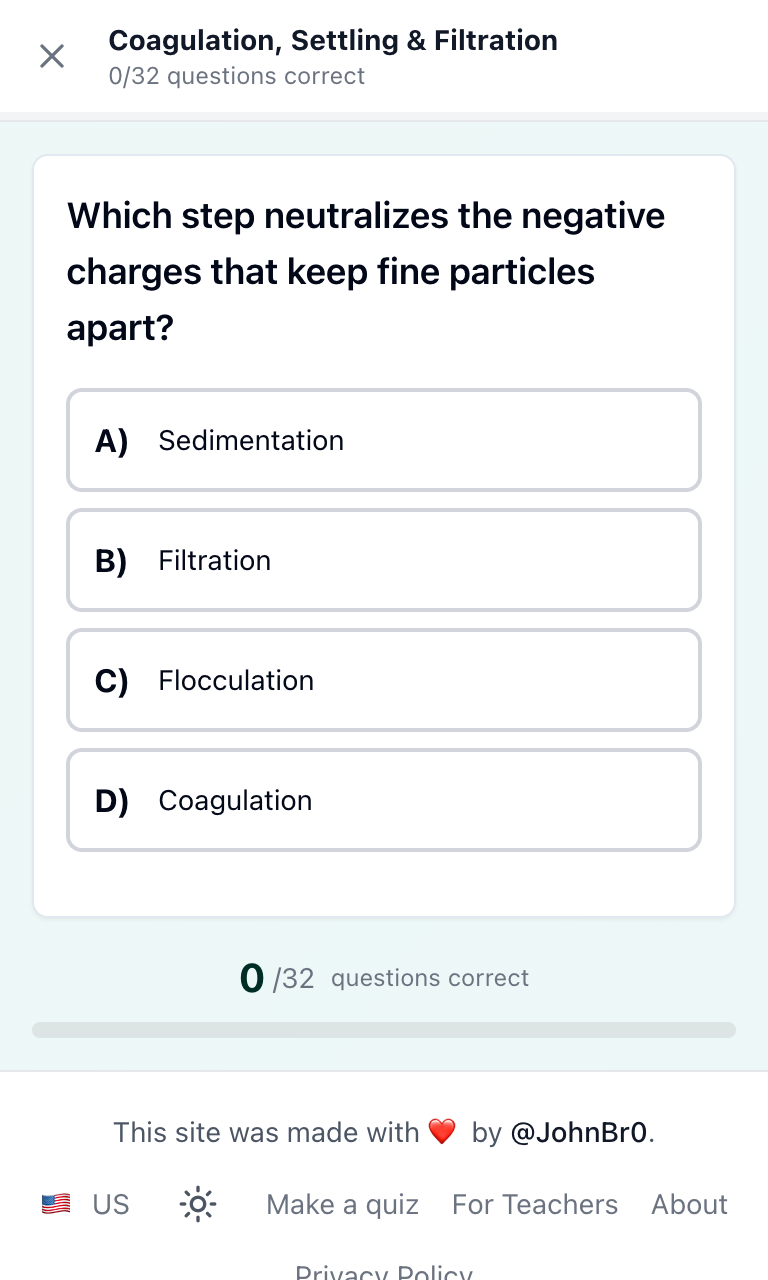 Coagulation, Settling & Filtration
0/32 questions correct
Which step neutralizes the negative
charges that keep fine particles
apart?
A) Sedimentation
B) Filtration
C) Flocculation
D) Coagulation
0 /32 questions correct
This site was made with ❤️ by @JohnBr0.
🇺🇸 US Make a quiz For Teachers About
Privacy Policy